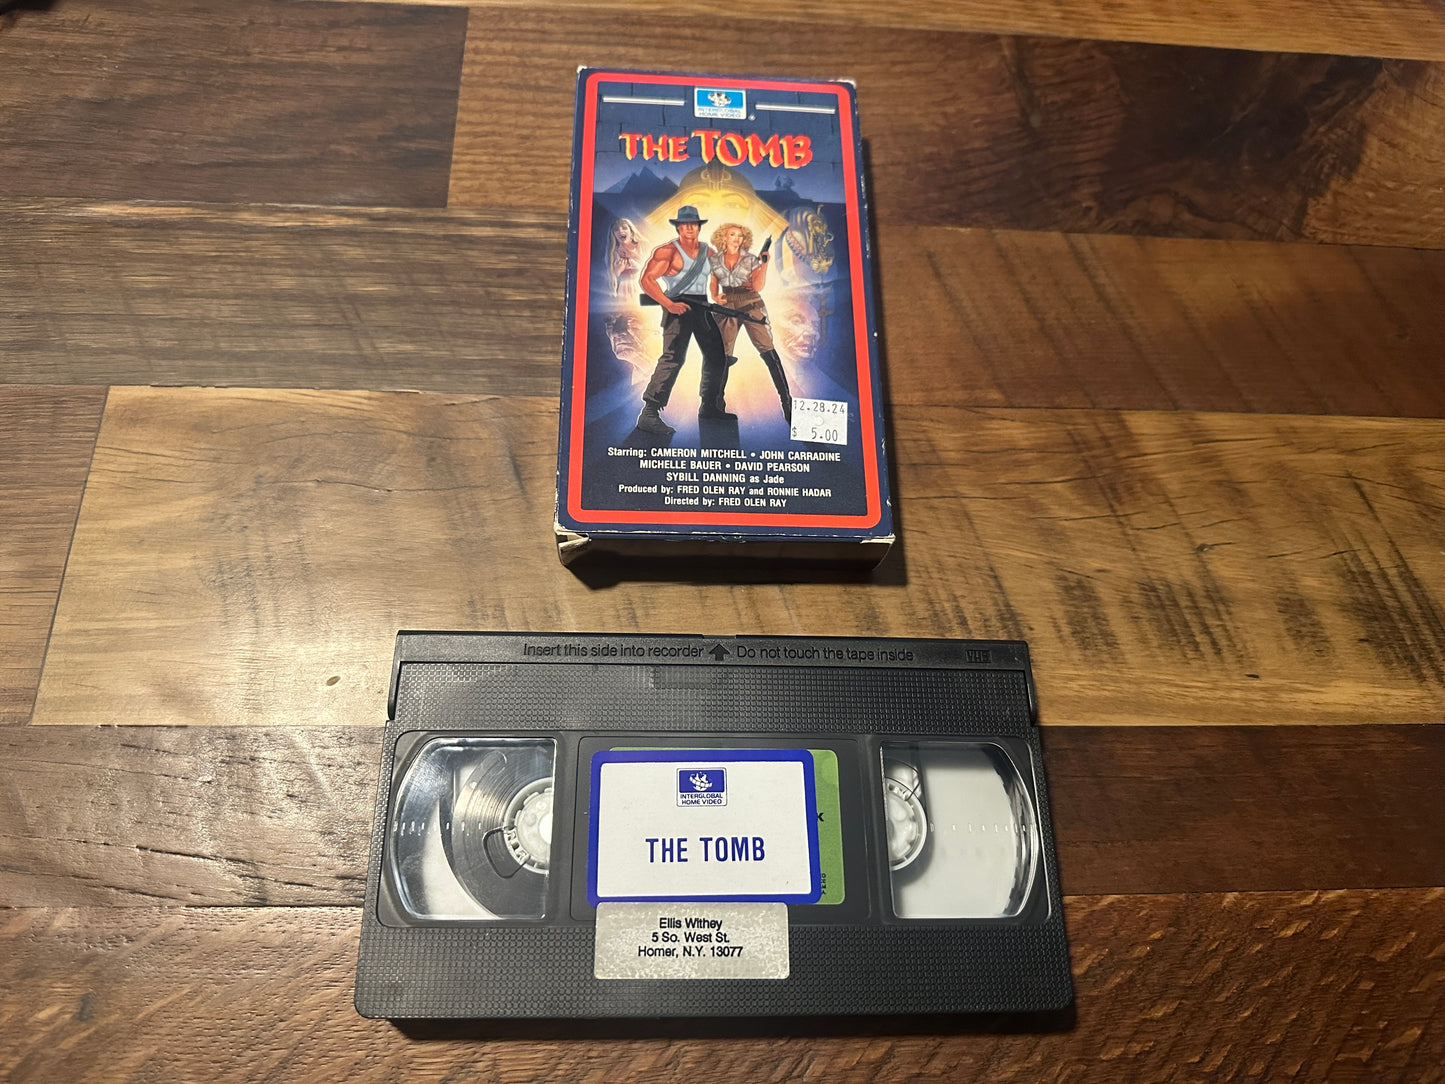 INTERGLOBAL
HOME VIDEO
THE TOMB
12.28.24
$ 5.00
Starring: CAMERON MITCHELL • JOHN CARRADINE
MICHELLE BAUER • DAVID PEARSON
SYBILL DANNING as Jade
Produced by: FRED OLEN RAY and RONNIE HADAR
Directed by: FRED OLEN RAY
Insert this side into recorder Do not touch the tape inside
VHS
INTERGLOBAL
HOME VIDEO
THE TOMB
Ellis Withey
5 So. West St.
Homer, N.Y. 13077